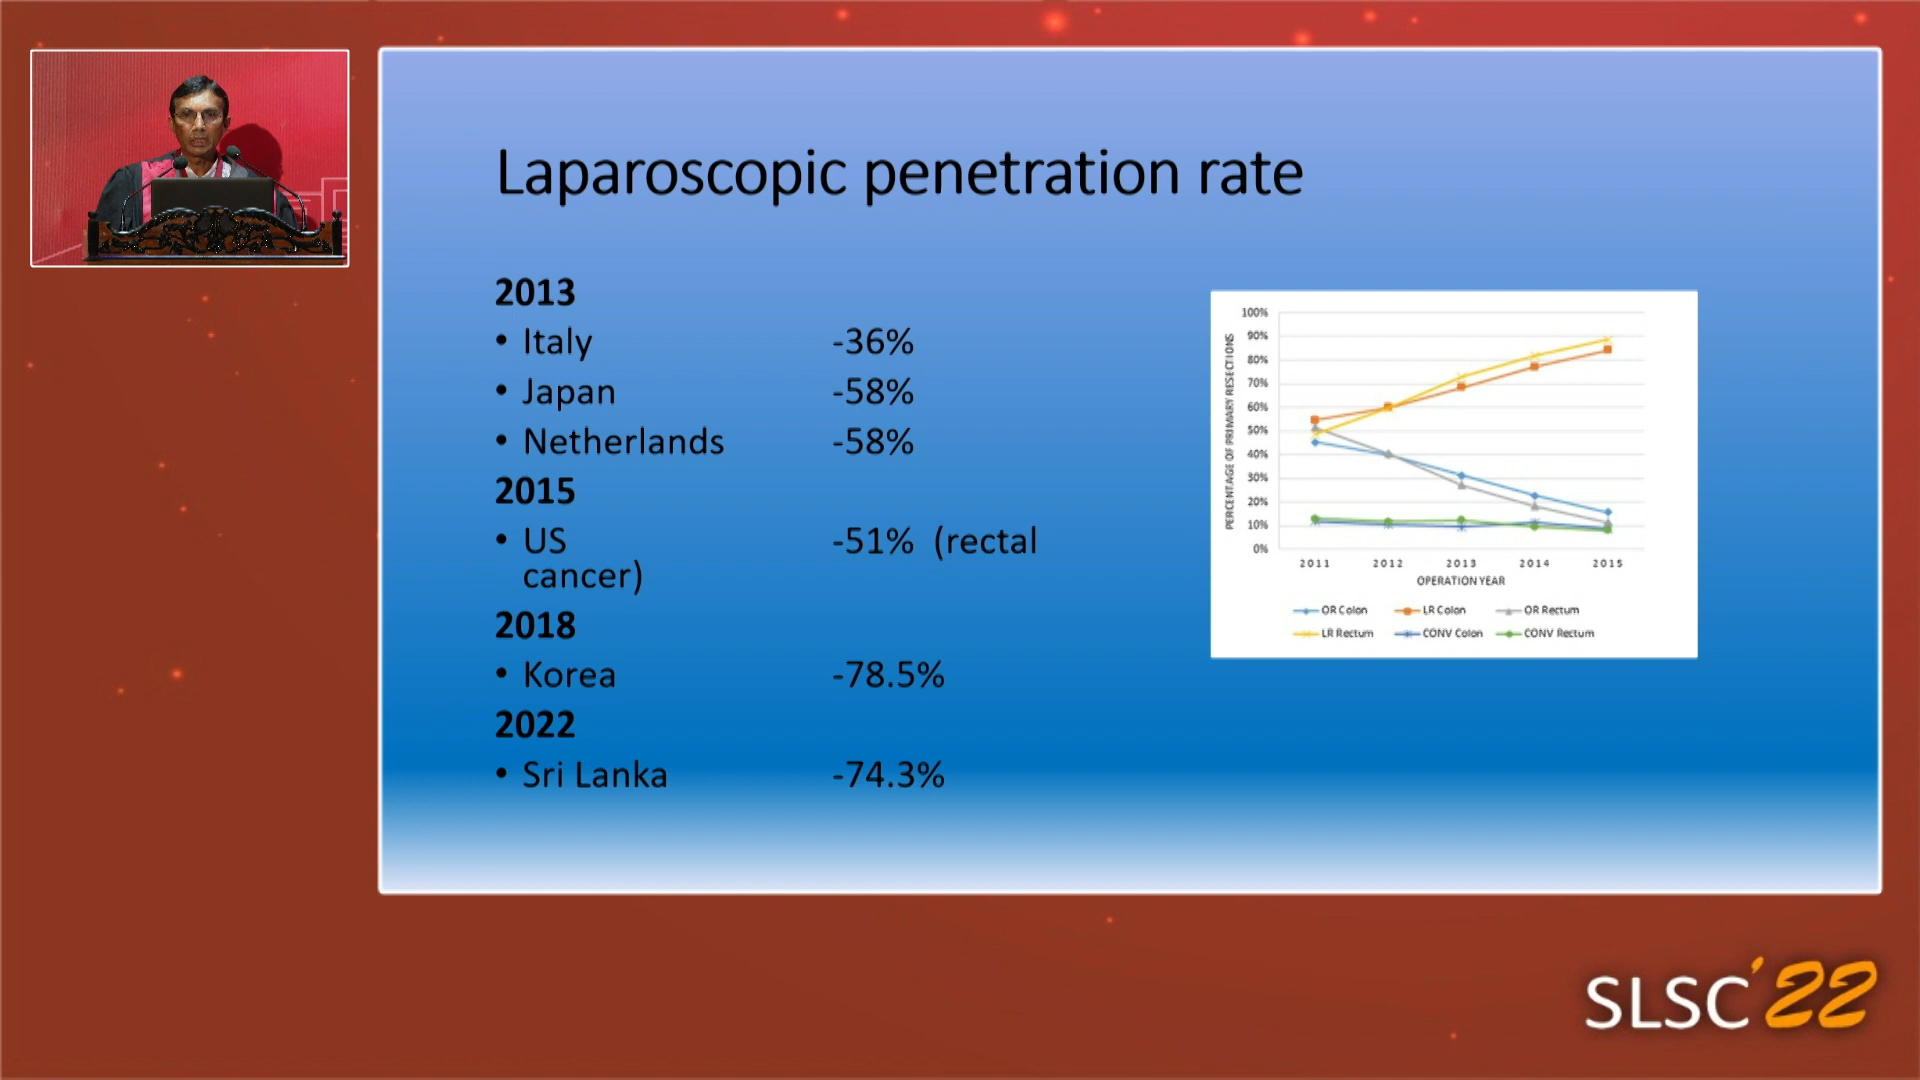 Laparoscopic penetration rate
2013
• Italy -36%
• Japan -58%
• Netherlands -58%
2015
• US -51% (rectal
cancer)
2018
• Korea -78.5%
2022
• Sri Lanka -74.3%
PERCENTAGE OF PRIMARY RESECTIONS
100%
90%
80%
70%
60%
50%
40%
30%
20%
10%
0%
2011 2012 2013 2014 2015
OPERATION YEAR
OR Colon LR Colon OR Rectum
LR Rectum CONV Colon CONV Rectum
SLSC'22